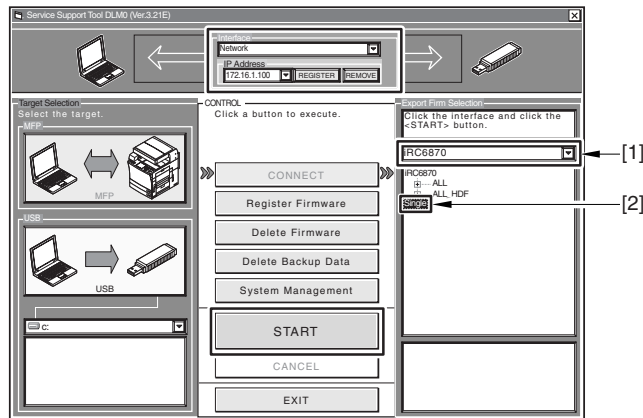 Service Support Tool DLM0 (Ver.3.21E)
Interface
Network
IP Address
172.16.1.100
REGISTER
REMOVE
Target Selection
Select the target.
MFP
MFP
USB
USB
c:
CONTROL
Click a button to execute.
CONNECT
Register Firmware
Delete Firmware
Delete Backup Data
System Management
START
CANCEL
EXIT
Export Firm Selection
Click the interface and click the
<START> button.
iRC6870
iRC6870
ALL
ALL_HDF
Single
[1]
[2]